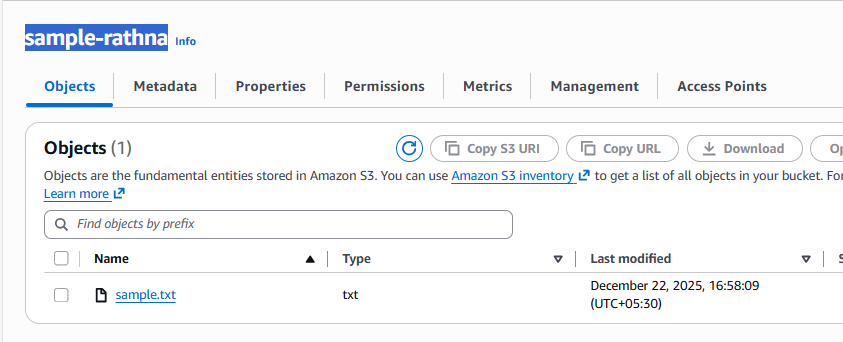 sample-rathna Info
Objects Metadata Properties Permissions Metrics Management Access Points
Objects (1) Copy S3 URI Copy URL Download
Objects are the fundamental entities stored in Amazon S3. You can use Amazon S3 inventory to get a list of all objects in your bucket. For
Learn more
Find objects by prefix
Name Type Last modified
sample.txt txt December 22, 2025, 16:58:09
(UTC+05:30)